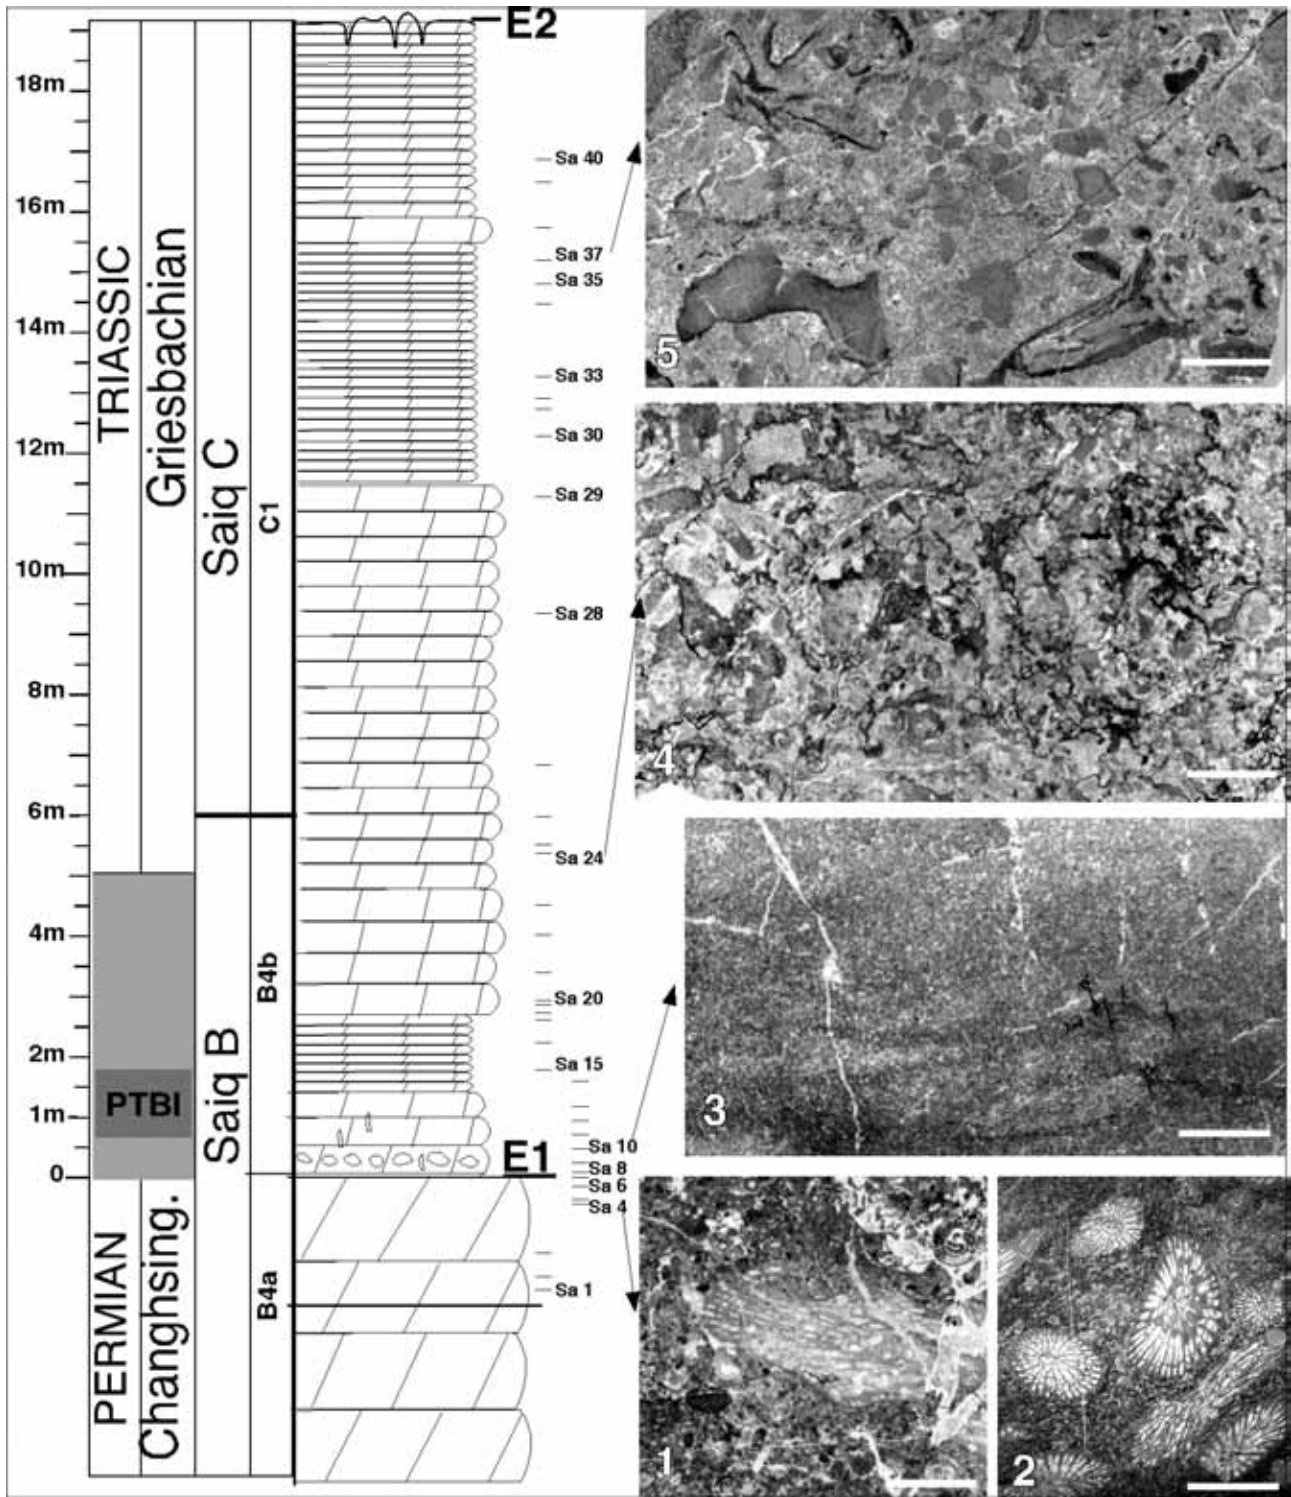 E2
18m
16m
14m
12m
10m
8m
6m
4m
2m
1m
0
TRIASSIC
Griesbachian
PERMIAN
Changhsing.
PTBI
Saiq C
Saiq B
C1
B4b
B4a
E1
Sa 40
Sa 37
Sa 35
Sa 33
Sa 30
Sa 29
Sa 28
Sa 24
Sa 20
Sa 15
Sa 10
Sa 8
Sa 6
Sa 4
Sa 1
5
4
3
1
2